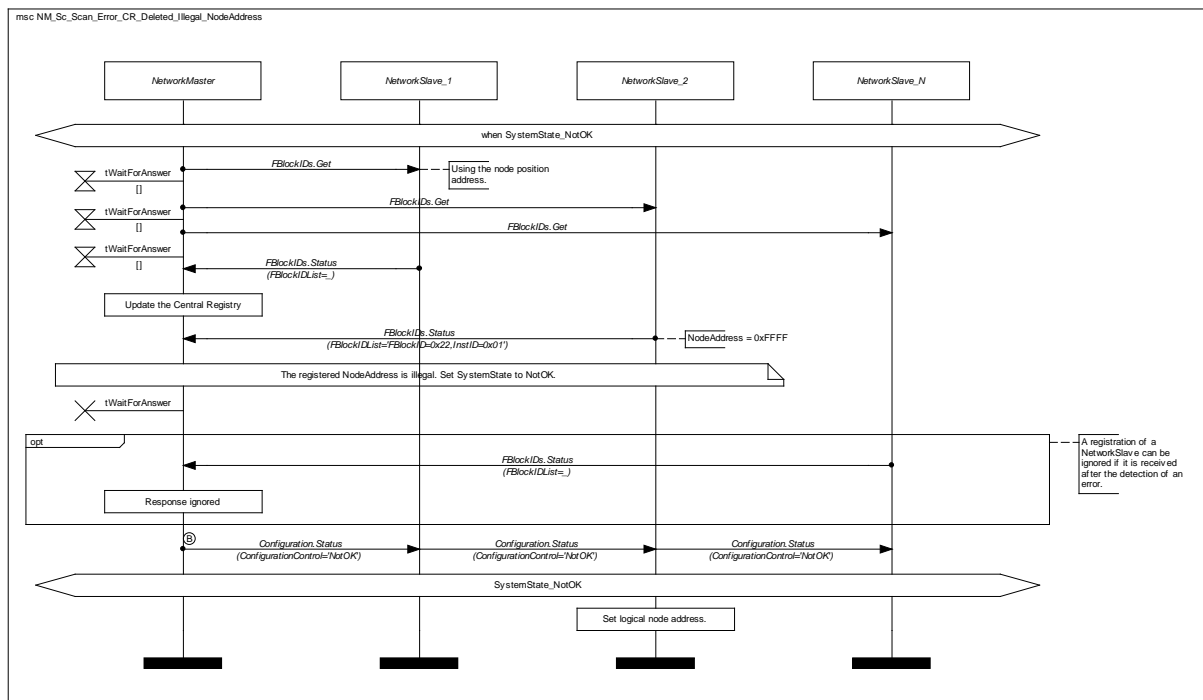 msc NM_Sc_Scan_Error_CR_Deleted_Illegal_NodeAddress
NetworkMaster
NetworkSlave_1
NetworkSlave_2
NetworkSlave_N
when SystemState_NotOK
FBlockIDs.Get
Using the node position
address.
tWaitForAnswer
[]
FBlockIDs.Get
tWaitForAnswer
[]
FBlockIDs.Get
tWaitForAnswer
[]
FBlockIDs.Status
(FBlockIDList=_)
Update the Central Registry
FBlockIDs.Status
(FBlockIDList='FBlockID=0x22,InstID=0x01')
NodeAddress = 0xFFFF
The registered NodeAddress is illegal. Set SystemState to NotOK.
tWaitForAnswer
opt
A registration of a
NetworkSlave can be
ignored if it is received
after the detection of an
error.
FBlockIDs.Status
(FBlockIDList=_)
Response ignored
B
Configuration.Status
(ConfigurationControl='NotOK')
Configuration.Status
(ConfigurationControl='NotOK')
Configuration.Status
(ConfigurationControl='NotOK')
SystemState_NotOK
Set logical node address.